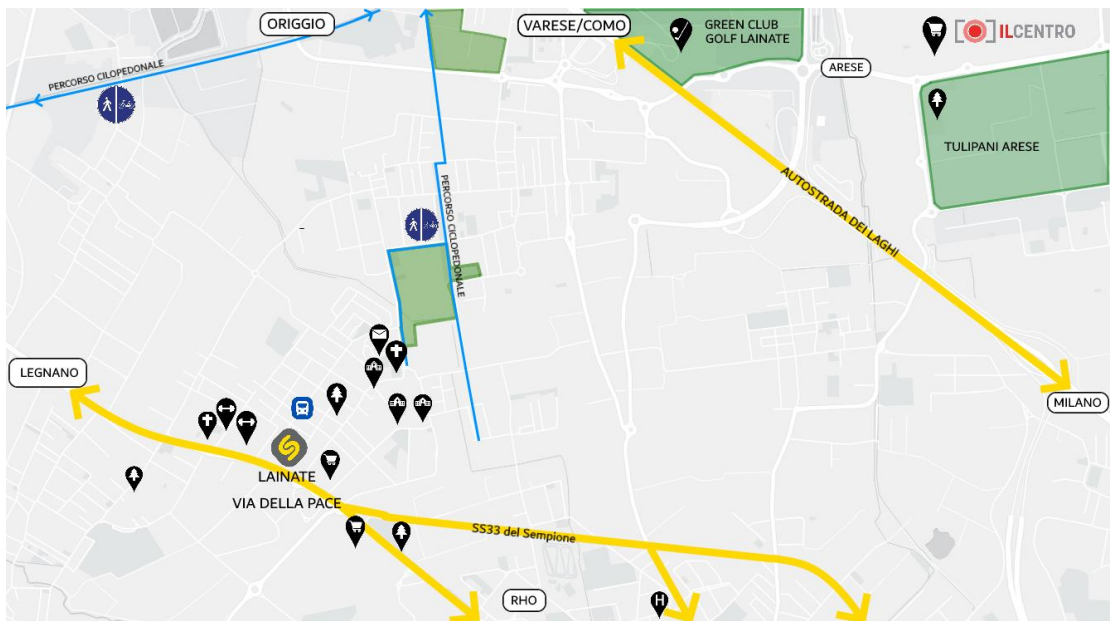 ORIGGIO
VARESE/COMO
GREEN CLUB
GOLF LAINATE
ILCENTRO
PERCORSO CILOPEDONALE
ARESE
TULIPANI ARESE
AUTOSTRADA DEI LAGHI
PERCORSO CICLOPEDONALE
LEGNANO
MILANO
LAINATE
VIA DELLA PACE
SS33 del Sempione
RHO
H